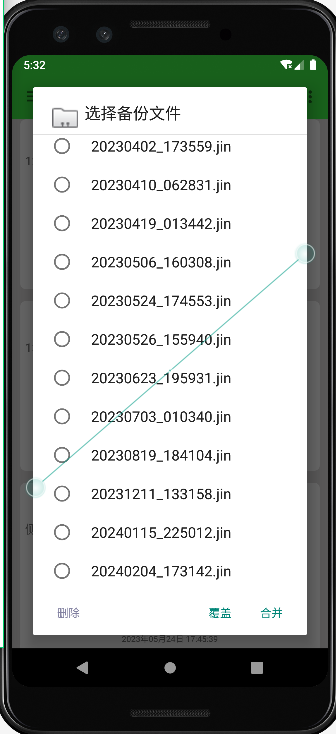 5:32
选择备份文件
20230402_173559.jin
20230410_062831.jin
20230419_013442.jin
20230506_160308.jin
20230524_174553.jin
20230526_155940.jin
20230623_195931.jin
20230703_010340.jin
20230819_184104.jin
20231211_133158.jin
20240115_225012.jin
20240204_173142.jin
删除 覆盖 合并
2023年05月24日 17:45:39